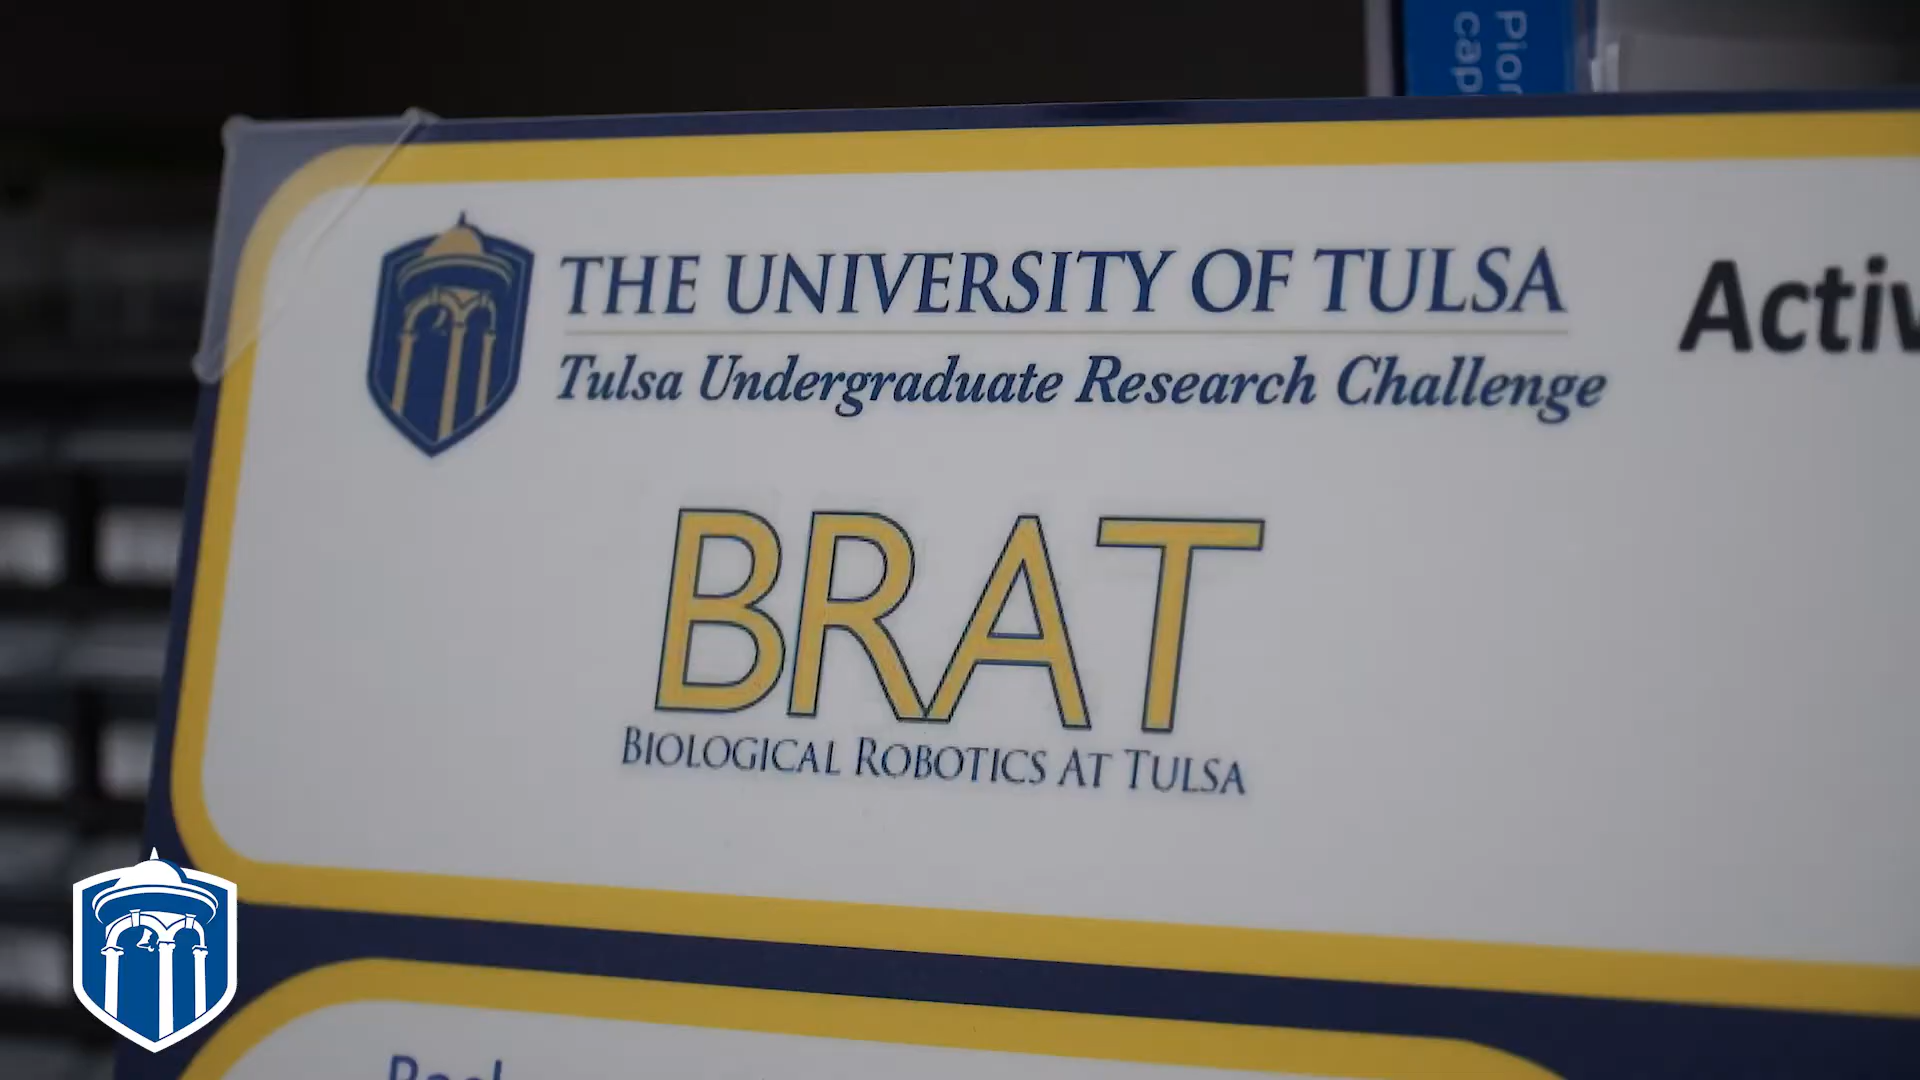 THE UNIVERSITY OF TULSA
Tulsa Undergraduate Research Challenge
BRAT
BIOLOGICAL ROBOTICS AT TULSA